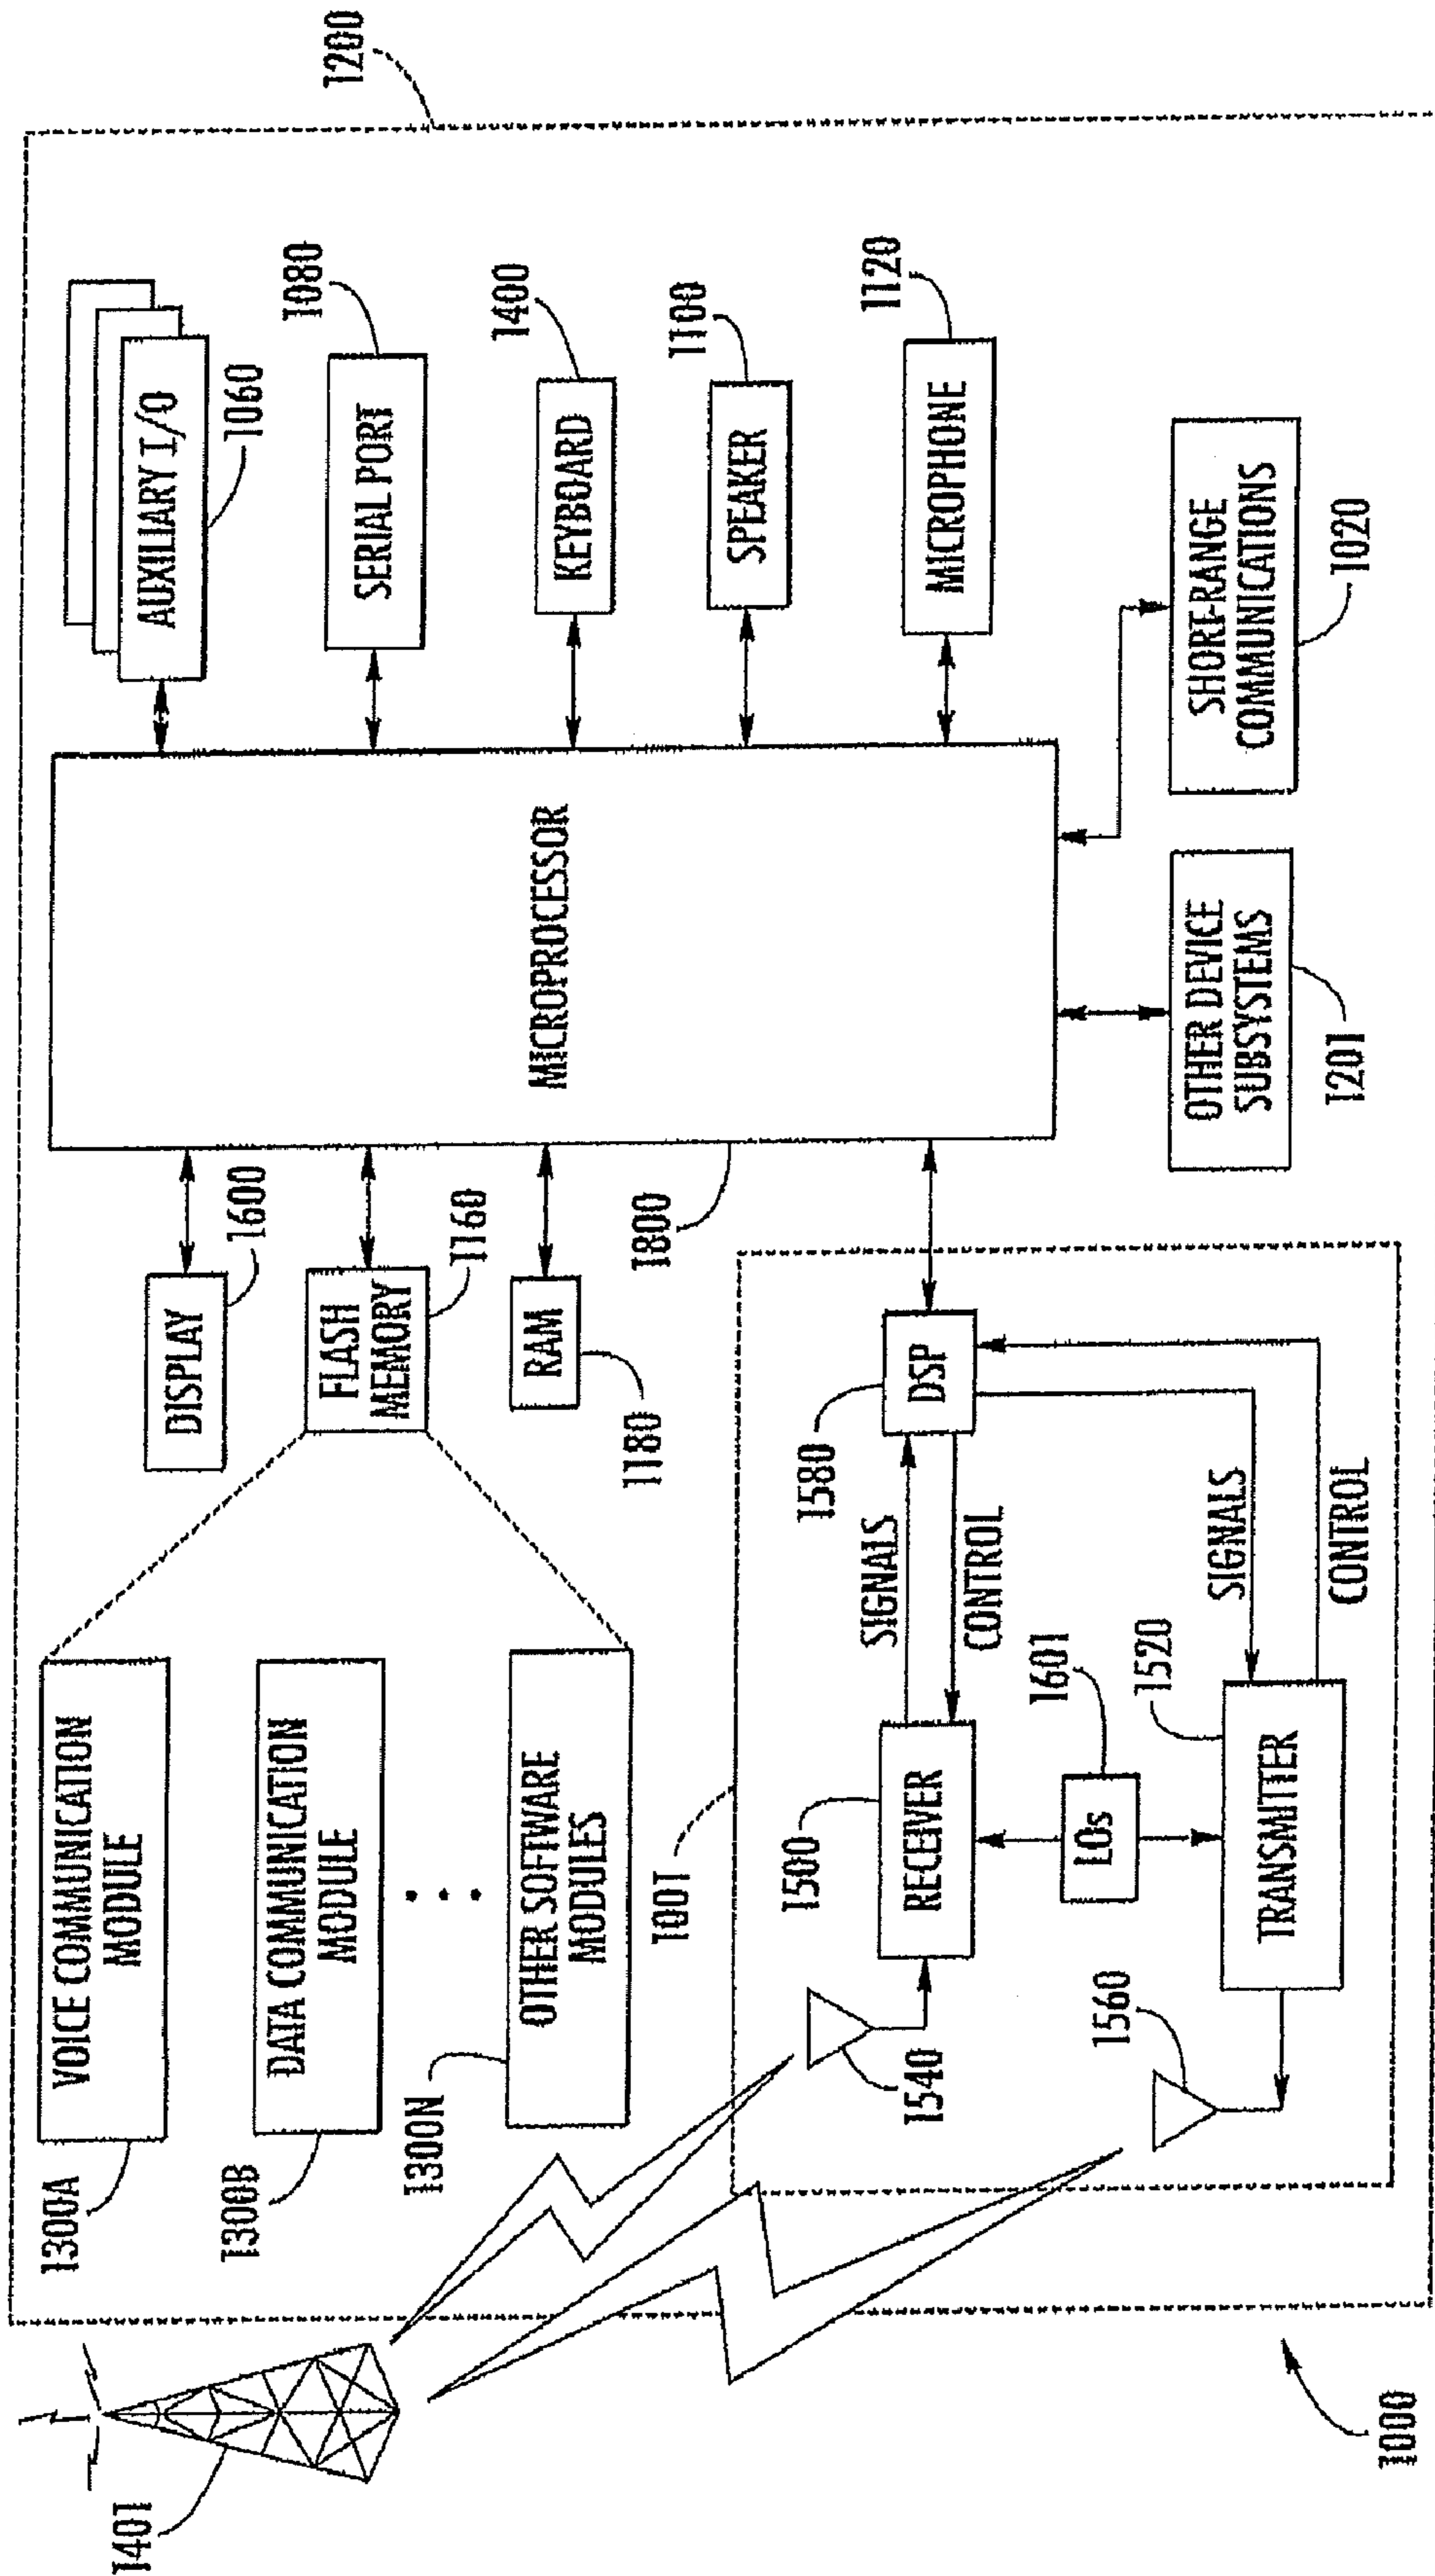 1401
1300A
VOICE COMMUNICATION
MODULE
1300B
DATA COMMUNICATION
MODULE
1300N
OTHER SOFTWARE
MODULES
DISPLAY
1600
FLASH
MEMORY
1160
RAM
1180
1800
MICROPROCESSOR
AUXILIARY I/O
1060
SERIAL PORT
1080
KEYBOARD
1400
SPEAKER
1100
MICROPHONE
1120
1200
1001
1540
1500
RECEIVER
SIGNALS
CONTROL
1580
DSP
LOs
1601
1560
TRANSMITTER
1520
SIGNALS
CONTROL
OTHER DEVICE
SUBSYSTEMS
1201
SHORT-RANGE
COMMUNICATIONS
1020
1000